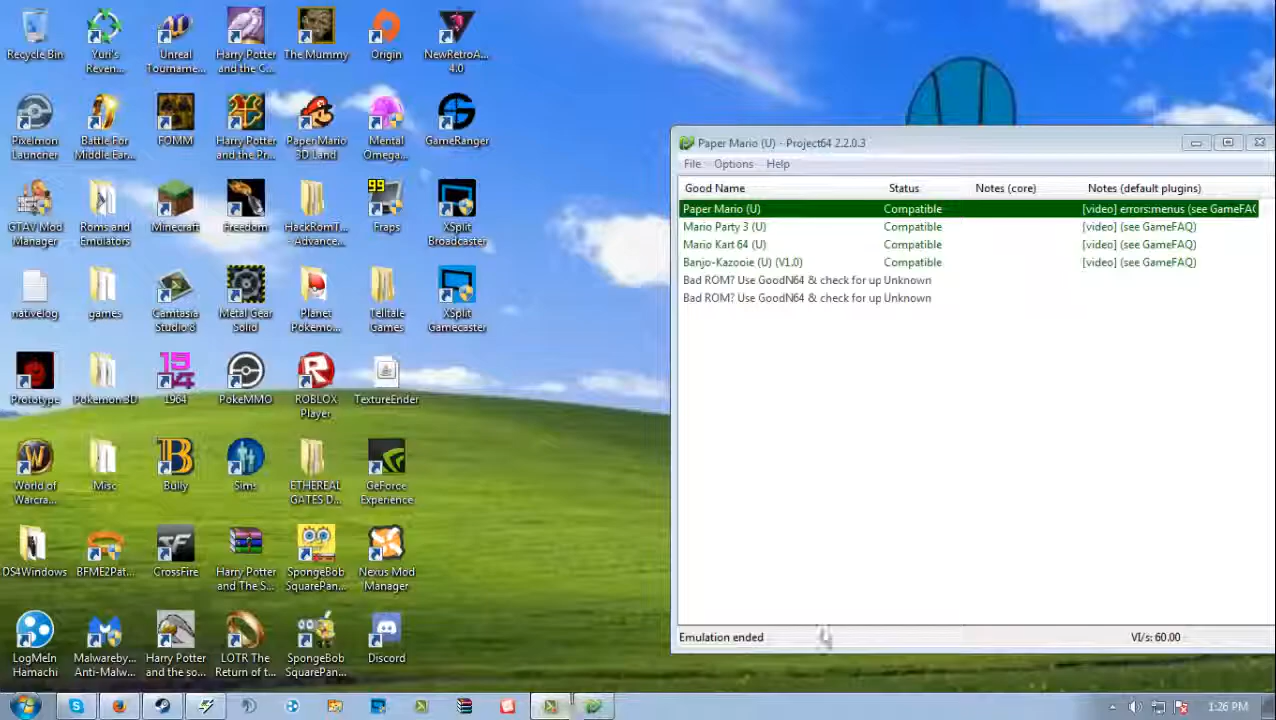 Recycle Bin
Yuri's
Reven...
Unreal
Tourname...
Harry Potter
and the C...
The Mummy
Origin
NewRetroA...
4.0
Pixelmon
Launcher
Battle For
Middle Ear...
FOMM
Harry Potter
and the Pr...
PaperMario
3D Land
Mental
Omega...
GameRanger
GTAV Mod
Manager
Roms and
Emulators
Minecraft
Freedom
HackRomT...
- Advance...
99
Fraps
XSplit
Broadcaster
nativelog
games
Camtasia
Studio 8
Metal Gear
Solid
Planet
Pokemo...
Telltale
Games
XSplit
Gamecaster
Prototype
Pokemon 3D
1964
PokeMMO
ROBLOX
Player
TextureEnder
World of
Warcra...
Misc
Bully
Sims
ETHEREAL
GATES D...
GeForce
Experience
DS4Windows
BFME2Pat...
CrossFire
Harry Potter
and The S...
SpongeBob
SquarePan...
Nexus Mod
Manager
LogMeIn
Hamachi
Malwareby...
Anti-Malw...
Harry Potter
and the so...
LOTR The
Return of t...
SpongeBob
SquarePan...
Discord
Paper Mario (U) - Project64 2.2.0.3
File Options Help
Good Name Status Notes (core) Notes (default plugins)
Paper Mario (U) Compatible [video] errors:menus (see GameFAQ
Mario Party 3 (U) Compatible [video] (see GameFAQ)
Mario Kart 64 (U) Compatible [video] (see GameFAQ)
Banjo-Kazooie (U) (V1.0) Compatible [video] (see GameFAQ)
Bad ROM? Use GoodN64 & check for up Unknown
Bad ROM? Use GoodN64 & check for up Unknown
Emulation ended VI/s: 60.00
1:26 PM